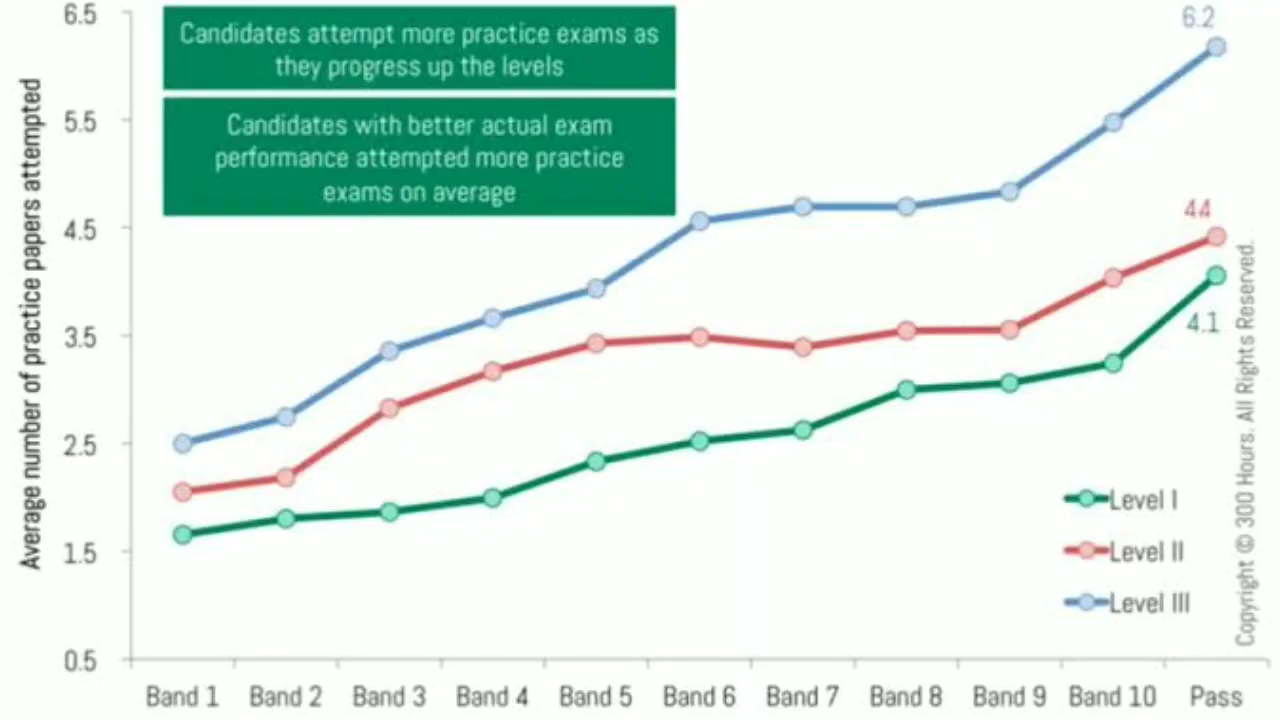 6.5
5.5
4.5
3.5
2.5
1.5
0.5
Average number of practice papers attempted
Candidates attempt more practice exams as
they progress up the levels
Candidates with better actual exam
performance attempted more practice
exams on average
6.2
44
4.1
Level I
Level II
Level III
Copyright © 300 Hours. All Rights Reserved.
Band 1 Band 2 Band 3 Band 4 Band 5 Band 6 Band 7 Band 8 Band 9 Band 10 Pass